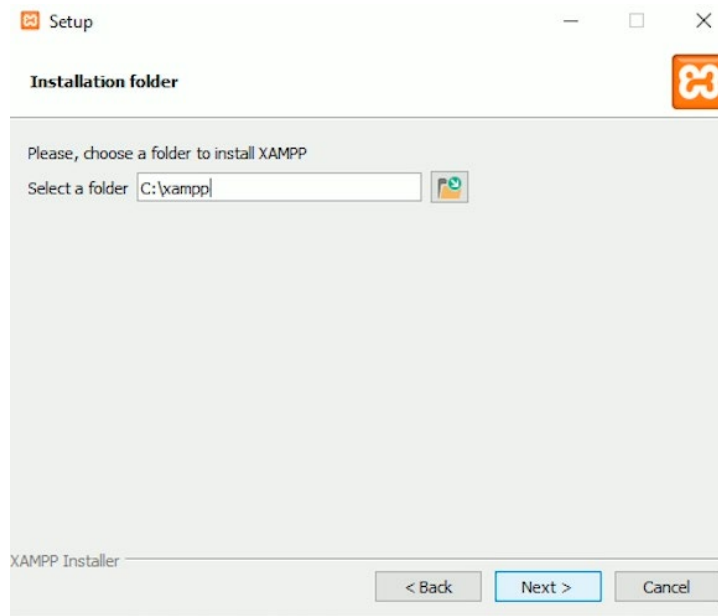 Setup
Installation folder
Please, choose a folder to install XAMPP
Select a folder C:\xampp
XAMPP Installer
< Back Next > Cancel